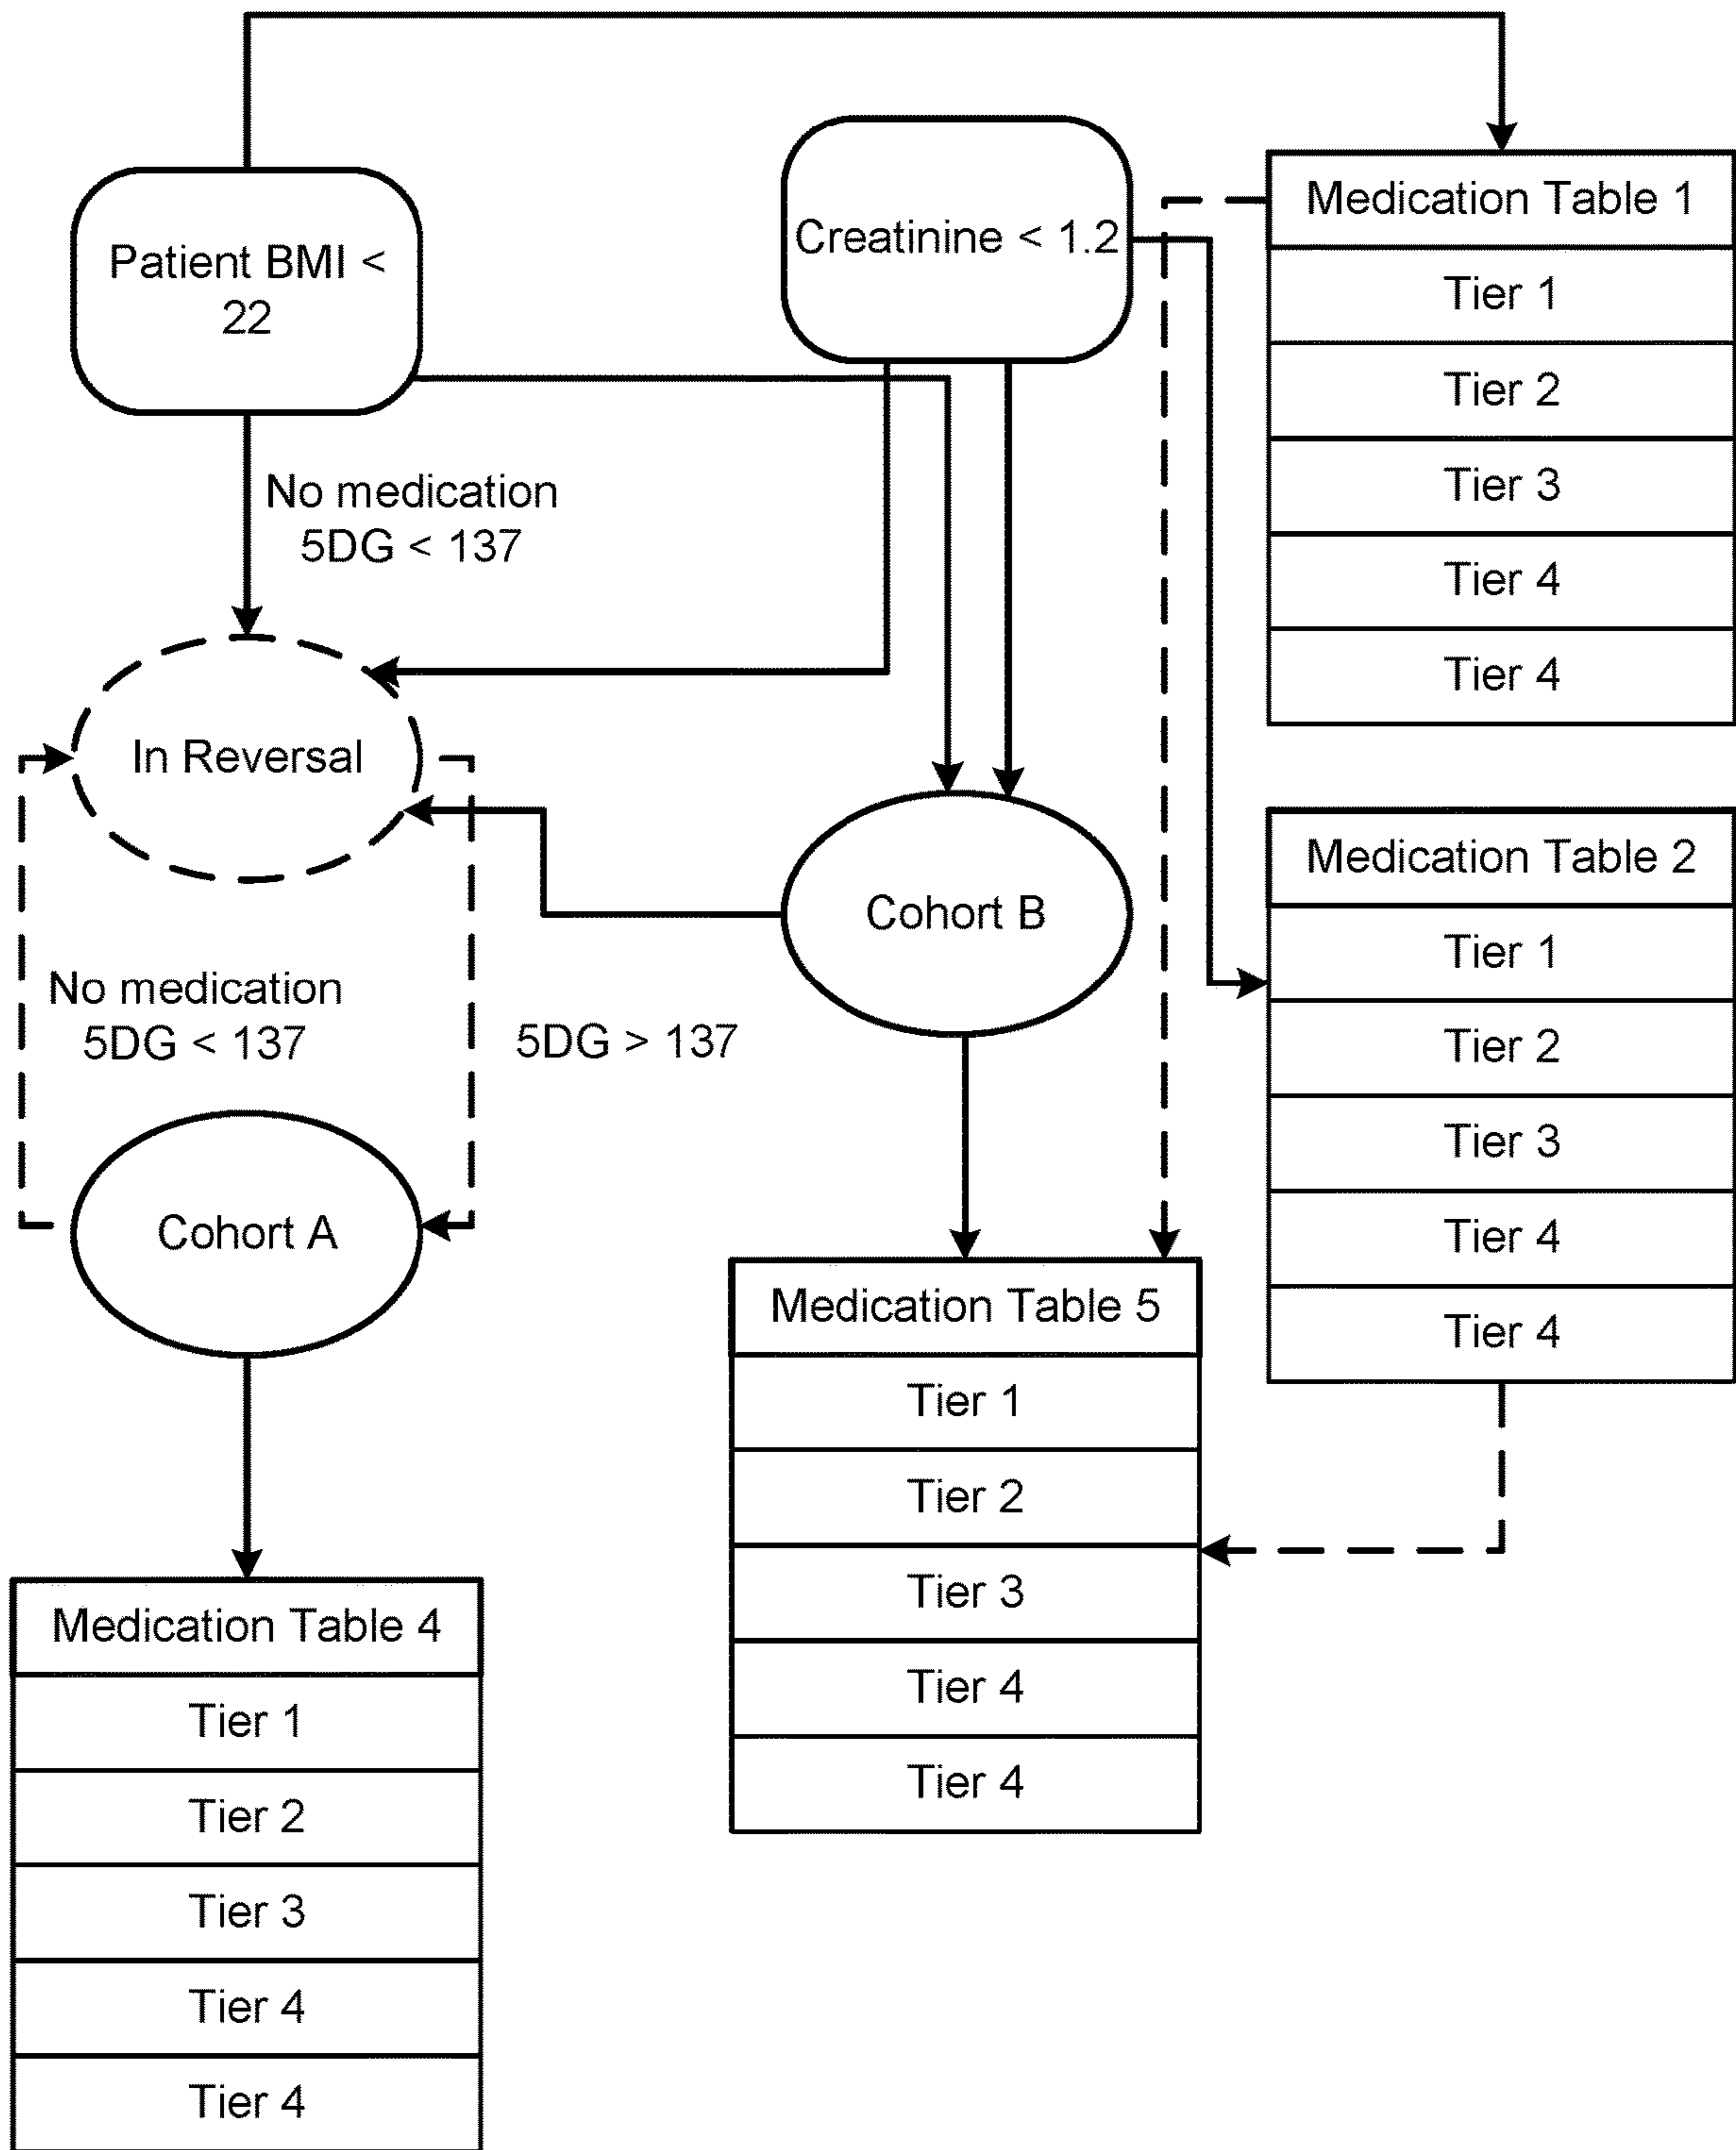 Patient BMI <
22
Creatinine < 1.2
Medication Table 1
Tier 1
Tier 2
Tier 3
Tier 4
Tier 4
No medication
5DG < 137
In Reversal
Cohort B
Medication Table 2
Tier 1
Tier 2
Tier 3
Tier 4
Tier 4
No medication
5DG < 137
5DG > 137
Cohort A
Medication Table 5
Tier 1
Tier 2
Tier 3
Tier 4
Tier 4
Medication Table 4
Tier 1
Tier 2
Tier 3
Tier 4
Tier 4